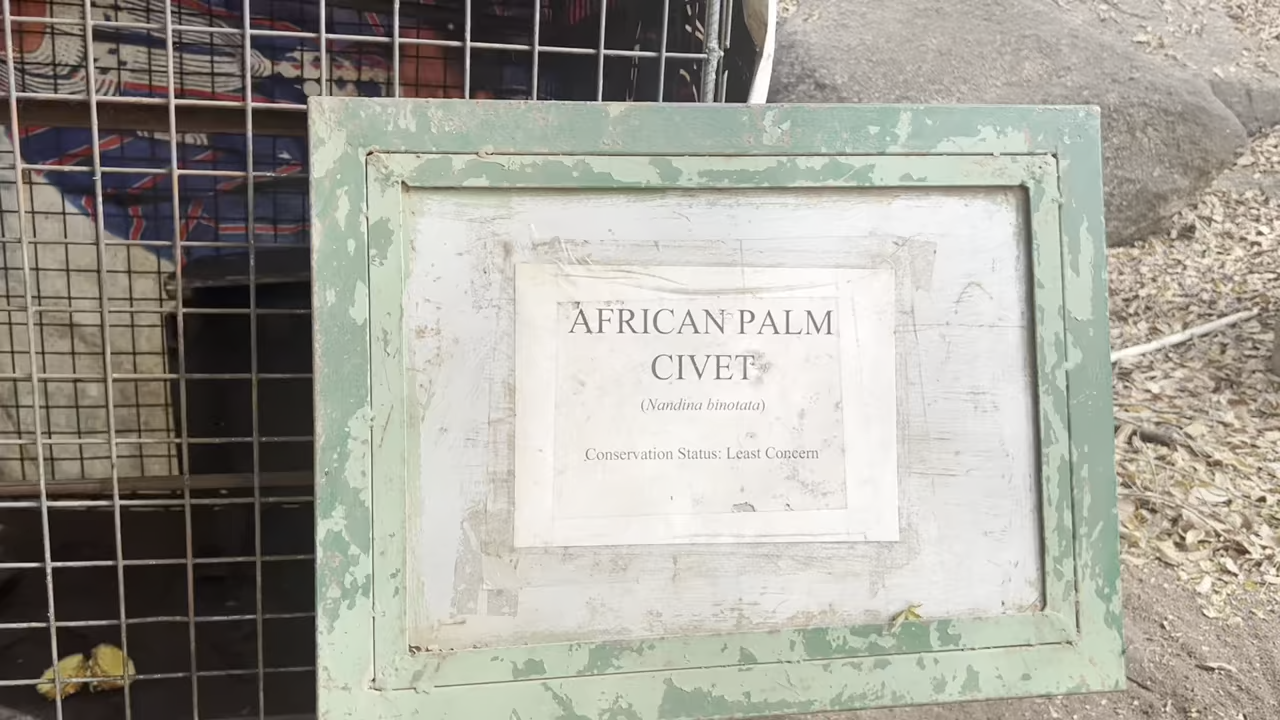 AFRICAN PALM
CIVET
(Nandina binotata)
Conservation Status: Least Concern